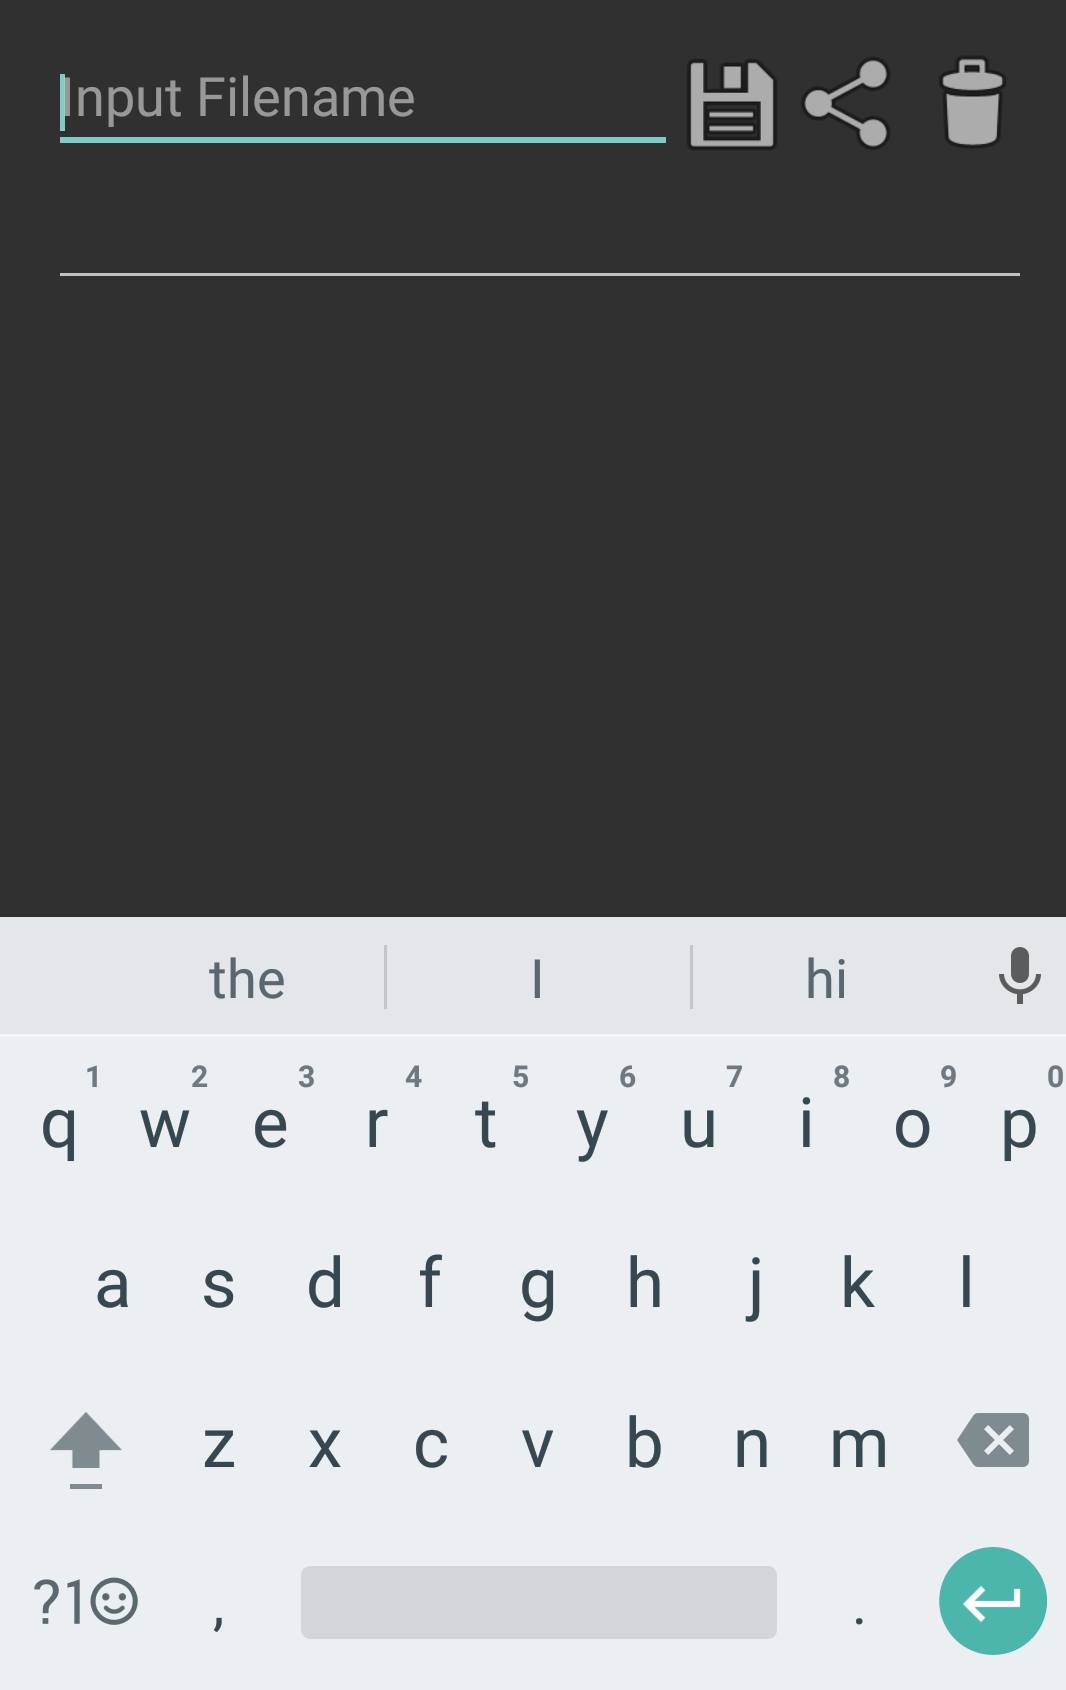 Input Filename
the I hi
1 2 3 4 5 6 7 8 9 0
q w e r t y u i o p
a s d f g h j k l
z x c v b n m
?1☺ , .